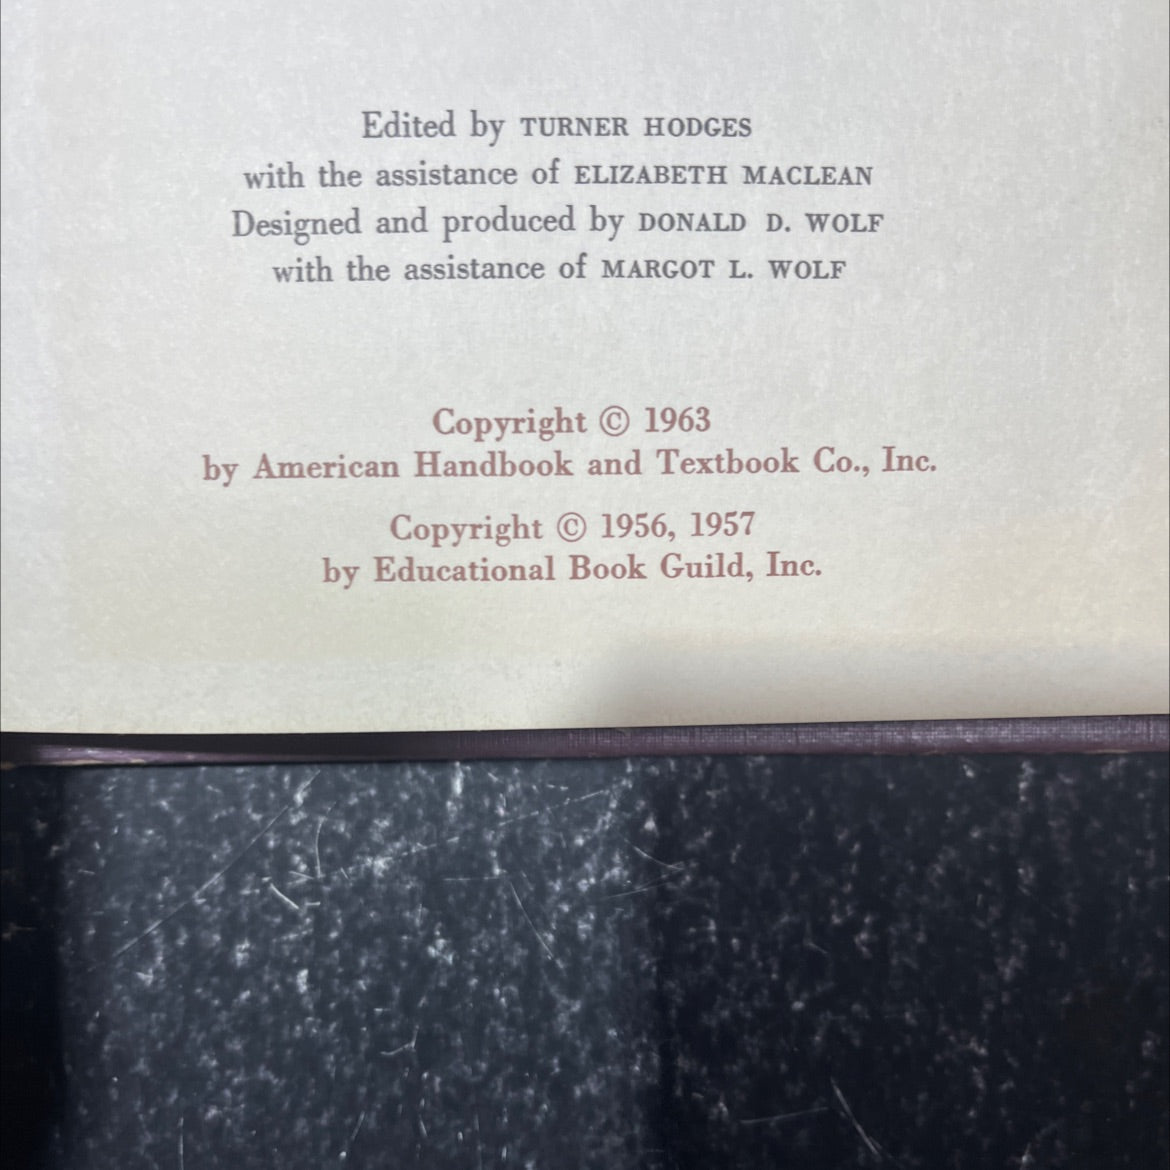 Edited by TURNER HODGES
with the assistance of ELIZABETH MACLEAN
Designed and produced by DONALD D. WOLF
with the assistance of MARGOT L. WOLF
Copyright © 1963
by American Handbook and Textbook Co., Inc.
Copyright © 1956, 1957
by Educational Book Guild, Inc.